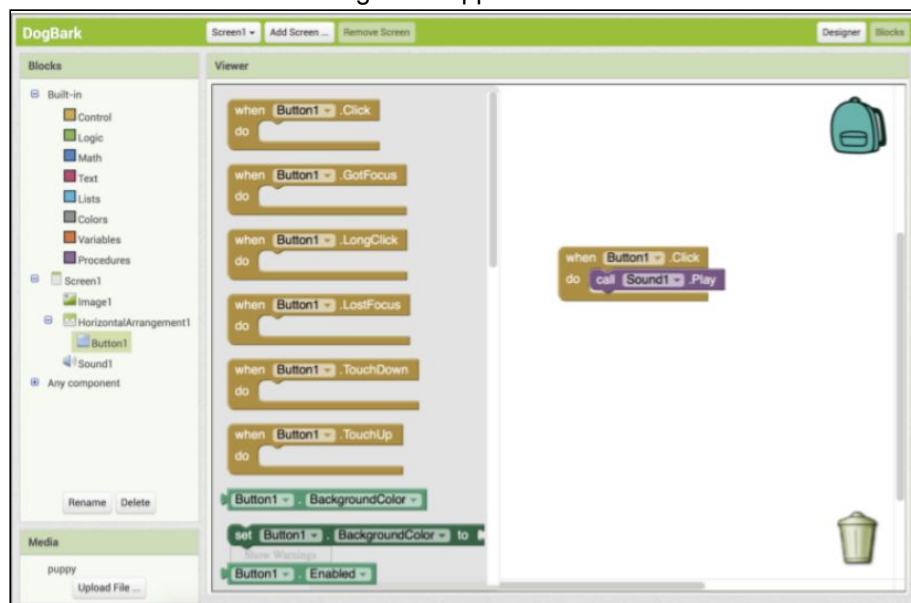 DogBark
Screen1 Add Screen ... Remove Screen Designer Blocks
Blocks
Viewer
Built-in
Control
Logic
Math
Text
Lists
Colors
Variables
Procedures
Screen1
Image1
HorizontalArrangement1
Button1
Sound1
Any component
Rename Delete
Media
puppy
Upload File ...
when Button1 .Click
do
when Button1 .GotFocus
do
when Button1 .LongClick
do
when Button1 .LostFocus
do
when Button1 .TouchDown
do
when Button1 .TouchUp
do
Button1 . BackgroundColor
set Button1 . BackgroundColor to
Show Warnings
Button1 . Enabled
when Button1 .Click
do call Sound1 .Play